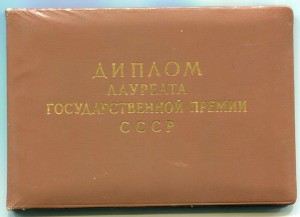 ДИПЛОМ
ЛАУРЕАТА
ГОСУДАРСТВЕННОЙ ПРЕМИИ
СССР